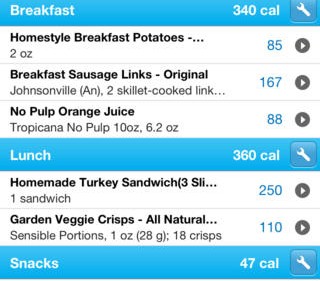 Breakfast 340 cal
Homestyle Breakfast Potatoes -...
2 oz
85
Breakfast Sausage Links - Original
Johnsonville (An), 2 skillet-cooked link...
167
No Pulp Orange Juice
Tropicana No Pulp 10oz, 6.2 oz
88
Lunch 360 cal
Homemade Turkey Sandwich(3 Sli...
1 sandwich
250
Garden Veggie Crisps - All Natural...
Sensible Portions, 1 oz (28 g); 18 crisps
110
Snacks 47 cal